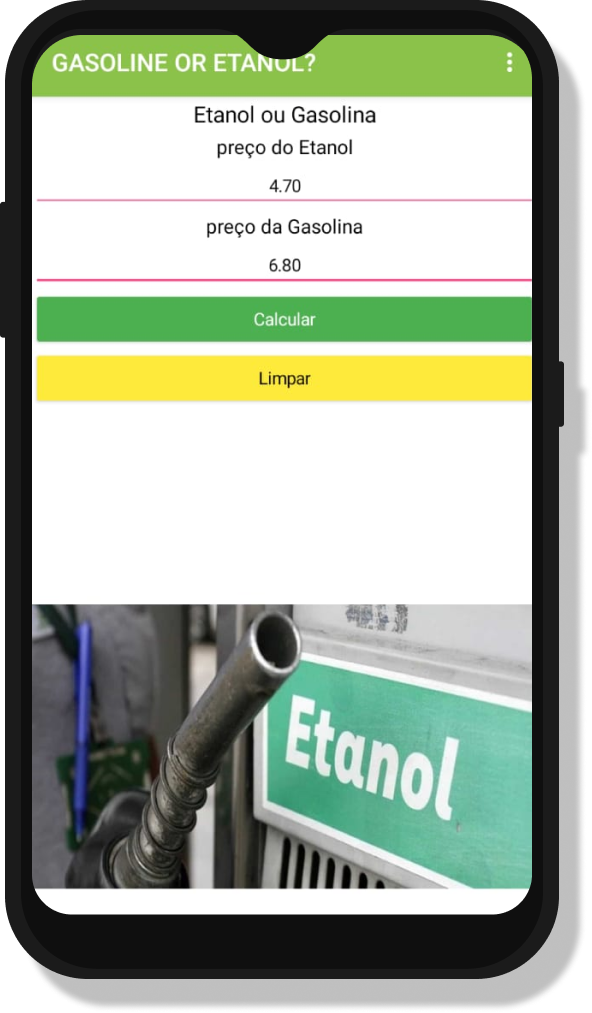 GASOLINE OR ETANOL?
Etanol ou Gasolina
preço do Etanol
4.70
preço da Gasolina
6.80
Calcular
Limpar
Etanol